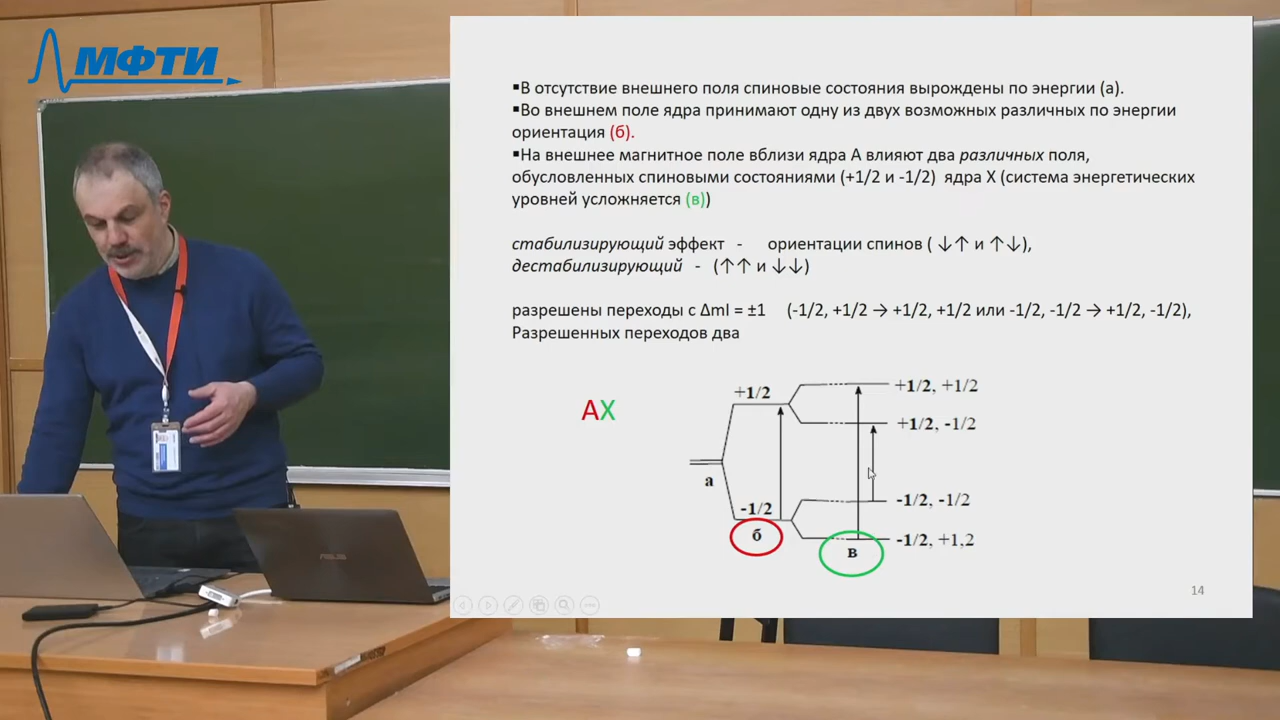 МФТИ
▪В отсутствие внешнего поля спиновые состояния вырождены по энергии (а).
▪Во внешнем поле ядра принимают одну из двух возможных различных по энергии
ориентация (б).
▪На внешнее магнитное поле вблизи ядра А влияют два различных поля,
обусловленных спиновыми состояниями (+1/2 и -1/2) ядра Х (система энергетических
уровней усложняется (в))
стабилизирующий эффект - ориентации спинов ( ↓↑ и ↑↓),
дестабилизирующий - (↑↑ и ↓↓)
разрешены переходы с ΔmI = ±1 (-1/2, +1/2 → +1/2, +1/2 или -1/2, -1/2 → +1/2, -1/2),
Разрешенных переходов два
АХ
+1/2
+1/2, +1/2
+1/2, -1/2
а
-1/2
-1/2, -1/2
-1/2, +1,2
б
в
14
ASUS